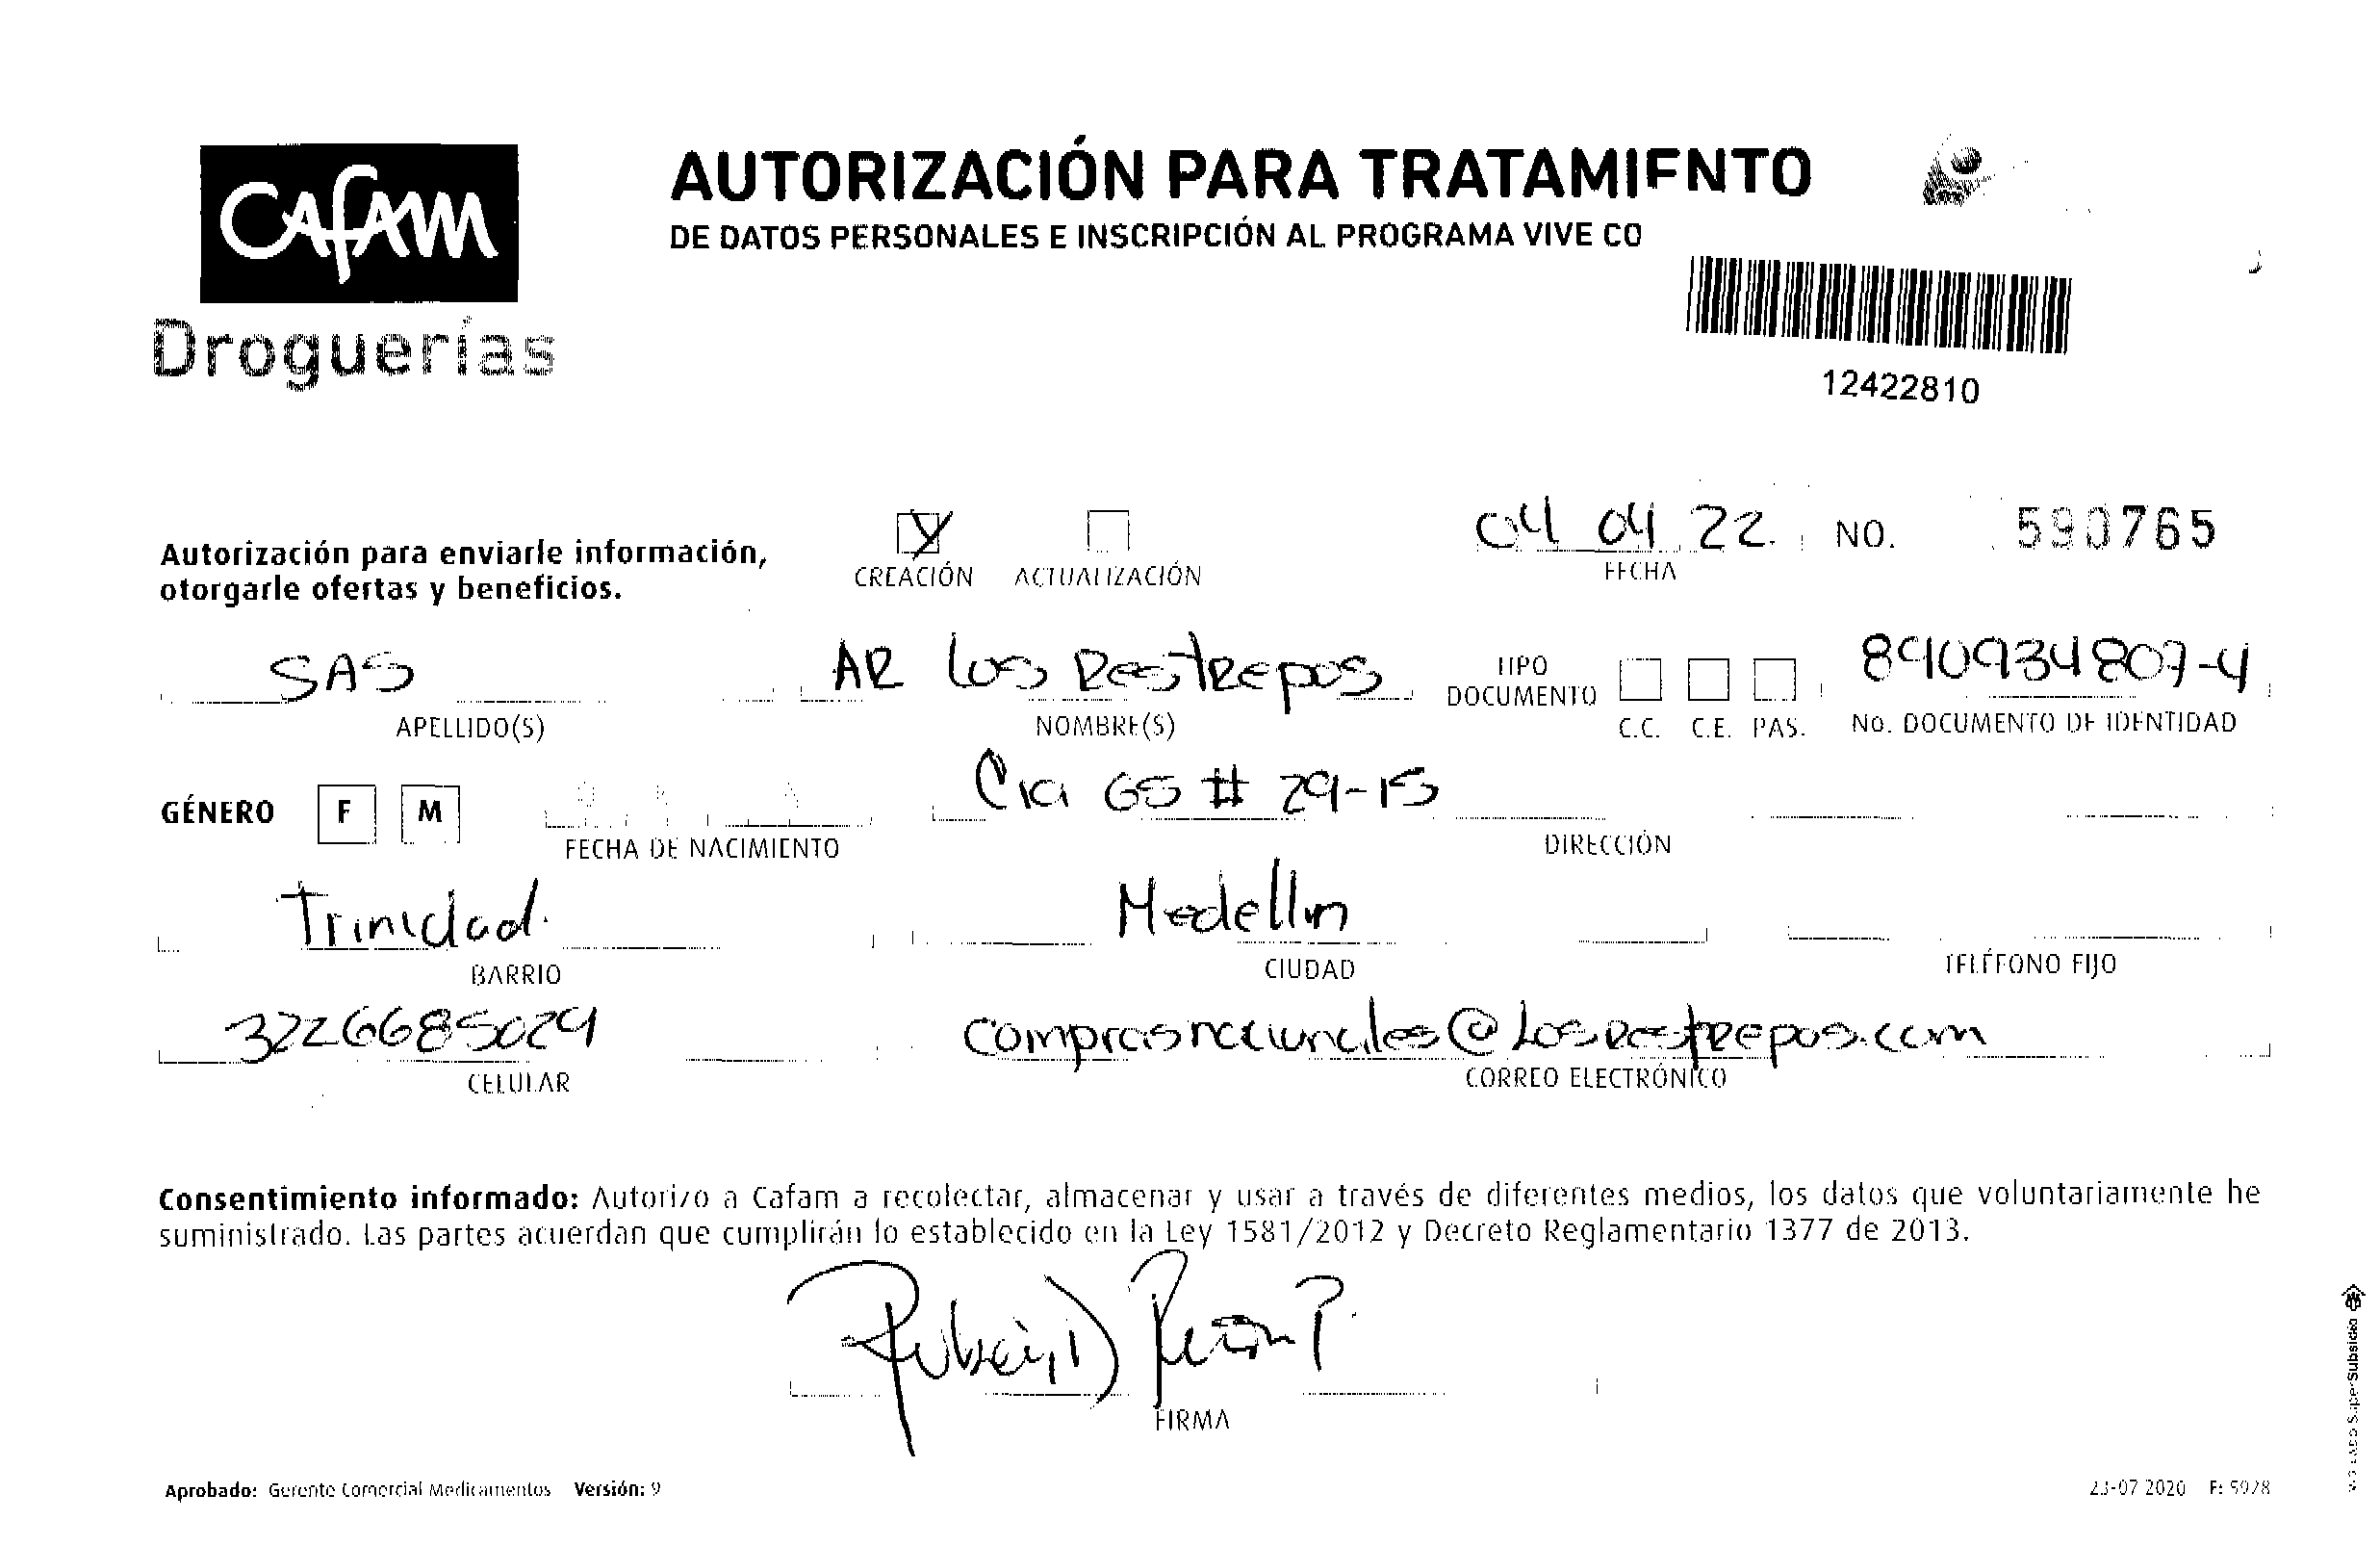 Cafam
Droguerías
AUTORIZACIÓN PARA TRATAMIENTO
DE DATOS PERSONALES E INSCRIPCIÓN AL PROGRAMA VIVE CO
12422810
Autorización para enviarle información,
otorgarle ofertas y beneficios.
CREACIÓN ACTUALIZACIÓN
04 04 22 NO. 590765
FECHA
SAS AR Los Restrepos TIPO DOCUMENTO 890934807-4
APELLIDO(S) NOMBRE(S) C.C. C.E. PAS. No. DOCUMENTO DE IDENTIDAD
GÉNERO F M D M A Cra 65 # 29-15
FECHA DE NACIMIENTO DIRECCIÓN
Trinidad Medellin
BARRIO CIUDAD TELÉFONO FIJO
3226685029 comprasnacionales@Losrestrepos.com
CELULAR CORREO ELECTRÓNICO
Consentimiento informado: Autorizo a Cafam a recolectar, almacenar y usar a través de diferentes medios, los datos que voluntariamente he
suministrado. Las partes acuerdan que cumplirán lo establecido en la Ley 1581/2012 y Decreto Reglamentario 1377 de 2013.
Rubén D
FIRMA
Aprobado: Gerente Comercial Medicamentos Versión: 9
23-07 2020 F: 5928
SuperSubsidio